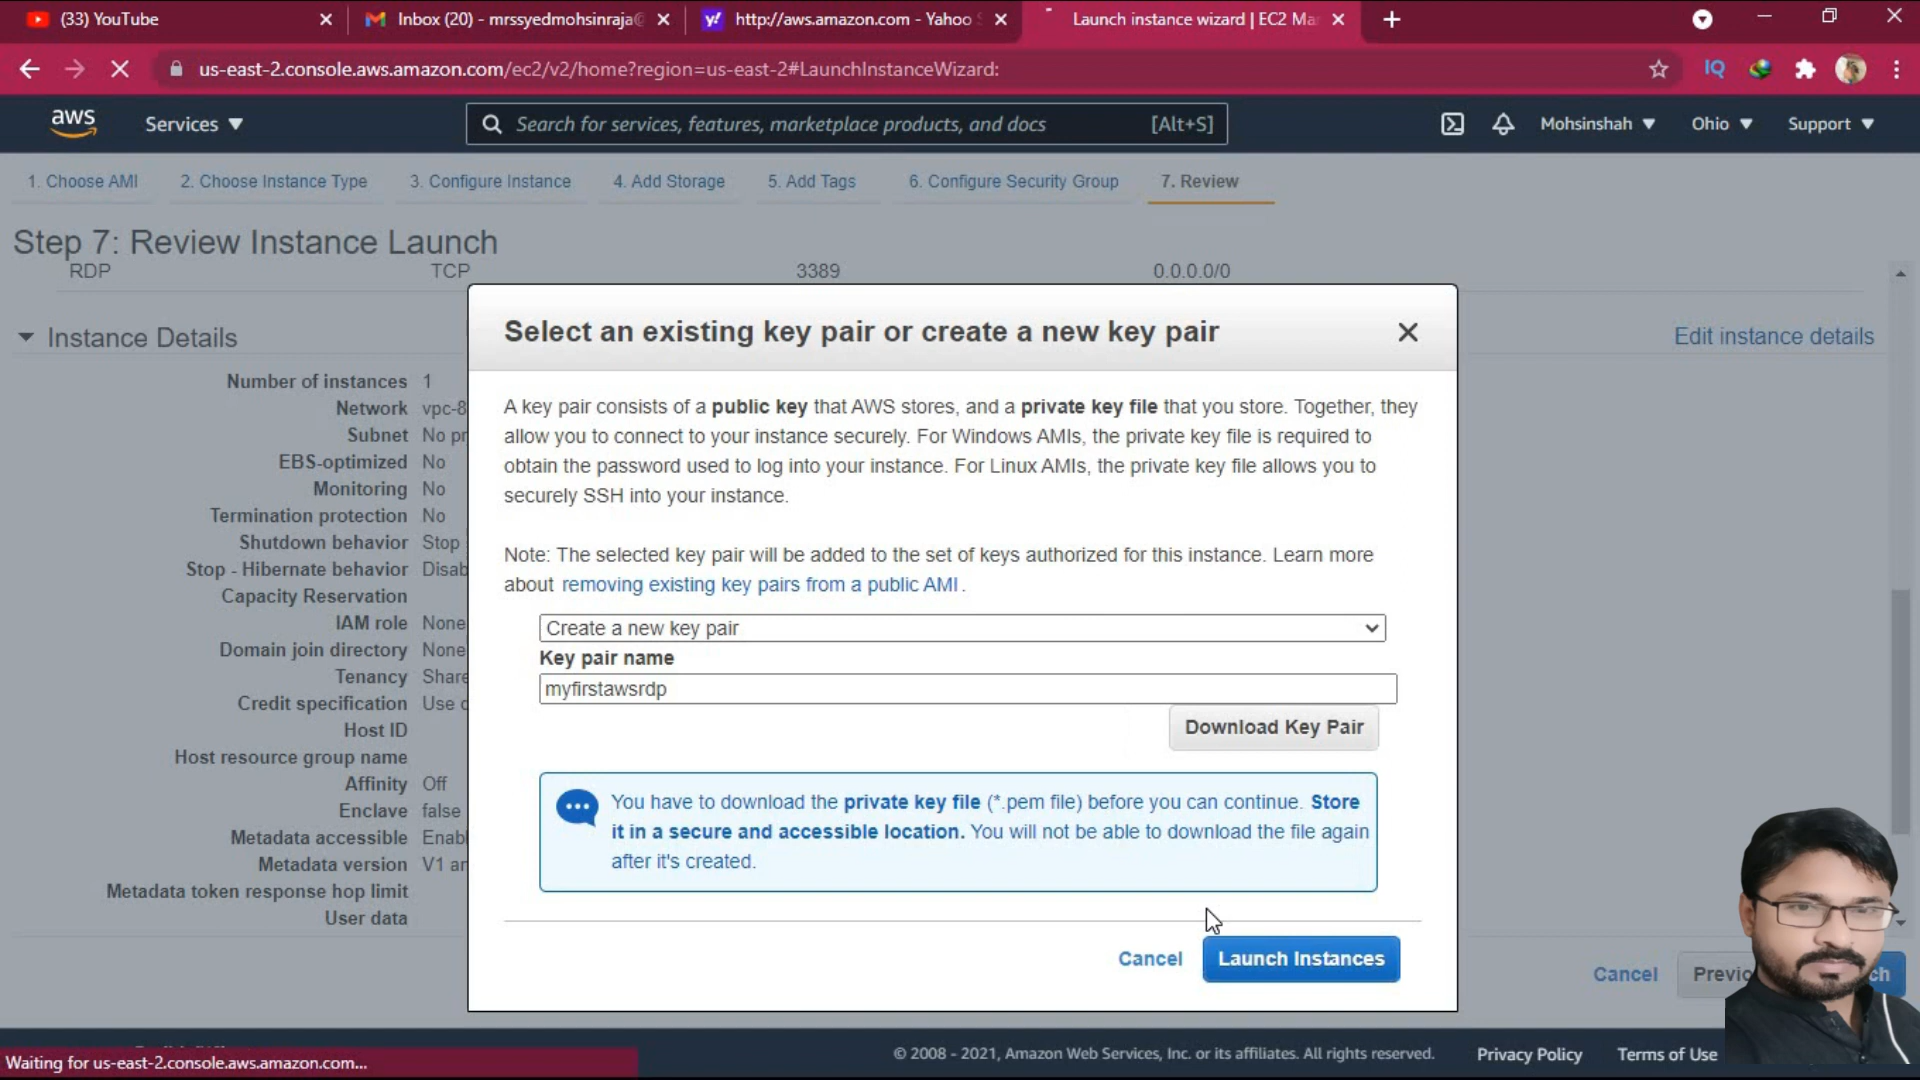 (33) YouTube
Inbox (20) - mrssyedmohsinraja@
http://aws.amazon.com - Yahoo S
Launch instance wizard | EC2 Ma
us-east-2.console.aws.amazon.com/ec2/v2/home?region=us-east-2#LaunchInstanceWizard:
IQ
aws
Services
Search for services, features, marketplace products, and docs
[Alt+S]
Mohsinshah
Ohio
Support
1. Choose AMI
2. Choose Instance Type
3. Configure Instance
4. Add Storage
5. Add Tags
6. Configure Security Group
7. Review
Step 7: Review Instance Launch
RDP
TCP
3389
0.0.0.0/0
Instance Details
Edit instance details
Number of instances 1
Network vpc-8
Subnet No pr
EBS-optimized No
Monitoring No
Termination protection No
Shutdown behavior Stop
Stop - Hibernate behavior Disab
Capacity Reservation
IAM role None
Domain join directory None
Tenancy Share
Credit specification Use
Host ID
Host resource group name
Affinity Off
Enclave false
Metadata accessible Enab
Metadata version V1 an
Metadata token response hop limit
User data
Select an existing key pair or create a new key pair
A key pair consists of a public key that AWS stores, and a private key file that you store. Together, they
allow you to connect to your instance securely. For Windows AMIs, the private key file is required to
obtain the password used to log into your instance. For Linux AMIs, the private key file allows you to
securely SSH into your instance.
Note: The selected key pair will be added to the set of keys authorized for this instance. Learn more
about removing existing key pairs from a public AMI .
Create a new key pair
Key pair name
myfirstawsrdp
Download Key Pair
You have to download the private key file (*.pem file) before you can continue. Store
it in a secure and accessible location. You will not be able to download the file again
after it's created.
Cancel
Launch Instances
Cancel
Previo
ch
© 2008 - 2021, Amazon Web Services, Inc. or its affiliates. All rights reserved.
Privacy Policy
Terms of Use
Waiting for us-east-2.console.aws.amazon.com...